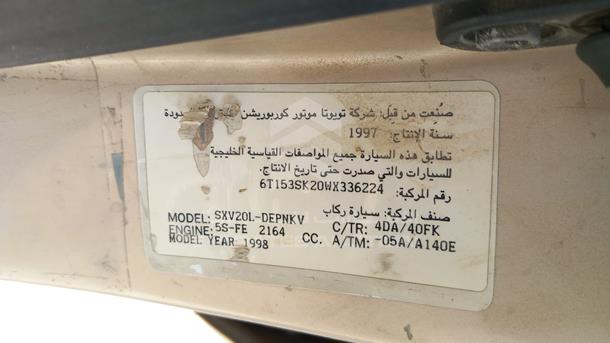 صنعت من قبل: شركة تويوتا موتور كوربوريشن
سنة الإنتاج: 1997
تطابق هذه السيارة جميع المواصفات القياسية الخليجية
للسيارات والتي صدرت حتى تاريخ الإنتاج.
رقم المركبة: 6T153SK20WX336224
صنف المركبة: سيارة ركاب
MODEL: SXV20L-DEPNKV C/TR: 4DA/40FK
ENGINE: 5S-FE 2164 CC. A/TM: -05A/A140E
MODEL YEAR: 1998